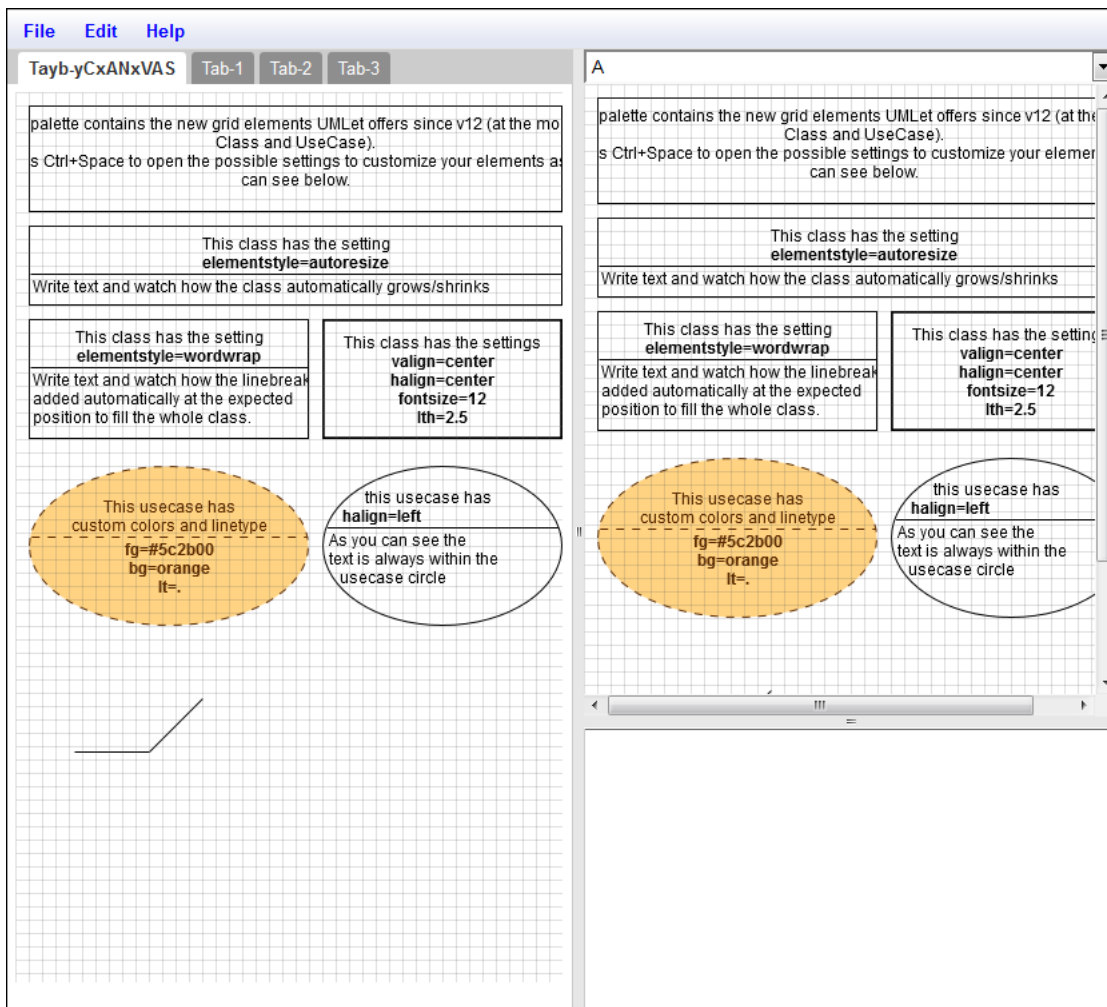 File Edit Help
Tayb-yCxANxVAS Tab-1 Tab-2 Tab-3
palette contains the new grid elements UMLet offers since v12 (at the mo
Class and UseCase).
s Ctrl+Space to open the possible settings to customize your elements as
can see below.
This class has the setting
elementstyle=autoresize
Write text and watch how the class automatically grows/shrinks
This class has the setting
elementstyle=wordwrap
Write text and watch how the linebreak
added automatically at the expected
position to fill the whole class.
This class has the settings
valign=center
halign=center
fontsize=12
lth=2.5
This usecase has
custom colors and linetype
fg=#5c2b00
bg=orange
lt=.
this usecase has
halign=left
As you can see the
text is always within the
usecase circle
A
palette contains the new grid elements UMLet offers since v12 (at the
Class and UseCase).
s Ctrl+Space to open the possible settings to customize your elemen
can see below.
This class has the setting
elementstyle=autoresize
Write text and watch how the class automatically grows/shrinks
This class has the setting
elementstyle=wordwrap
Write text and watch how the linebreak
added automatically at the expected
position to fill the whole class.
This class has the setting
valign=center
halign=center
fontsize=12
lth=2.5
This usecase has
custom colors and linetype
fg=#5c2b00
bg=orange
lt=.
this usecase has
halign=left
As you can see the
text is always within the
usecase circle